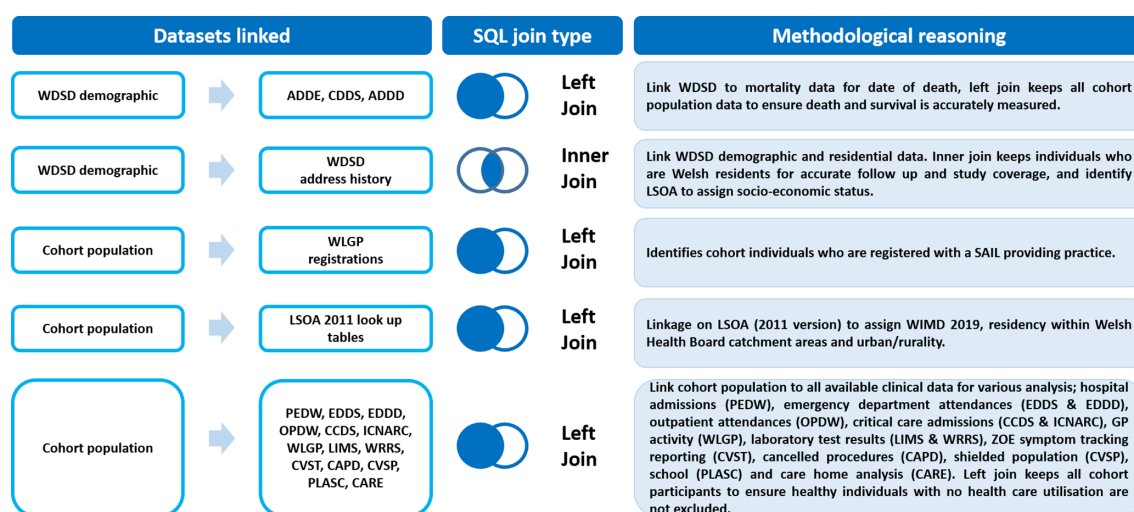 Datasets linked
SQL join type
Methodological reasoning
WDSD demographic
ADDE, CDDS, ADDD
Left
Join
Link WDSD to mortality data for date of death, left join keeps all cohort
population data to ensure death and survival is accurately measured.
WDSD demographic
WDSD
address history
Inner
Join
Link WDSD demographic and residential data. Inner join keeps individuals who
are Welsh residents for accurate follow up and study coverage, and identify
LSOA to assign socio-economic status.
Cohort population
WLGP
registrations
Left
Join
Identifies cohort individuals who are registered with a SAIL providing practice.
Cohort population
LSOA 2011 look up
tables
Left
Join
Linkage on LSOA (2011 version) to assign WIMD 2019, residency within Welsh
Health Board catchment areas and urban/rurality.
Cohort population
PEDW, EDDS, EDDD,
OPDW, CCDS, ICNARC,
WLGP, LIMS, WRRS,
CVST, CAPD, CVSP,
PLASC, CARE
Left
Join
Link cohort population to all available clinical data for various analysis; hospital
admissions (PEDW), emergency department attendances (EDDS & EDDD),
outpatient attendances (OPDW), critical care admissions (CCDS & ICNARC), GP
activity (WLGP), laboratory test results (LIMS & WRRS), ZOE symptom tracking
reporting (CVST), cancelled procedures (CAPD), shielded population (CVSP),
school (PLASC) and care home analysis (CARE). Left join keeps all cohort
participants to ensure healthy individuals with no health care utilisation are
not excluded.